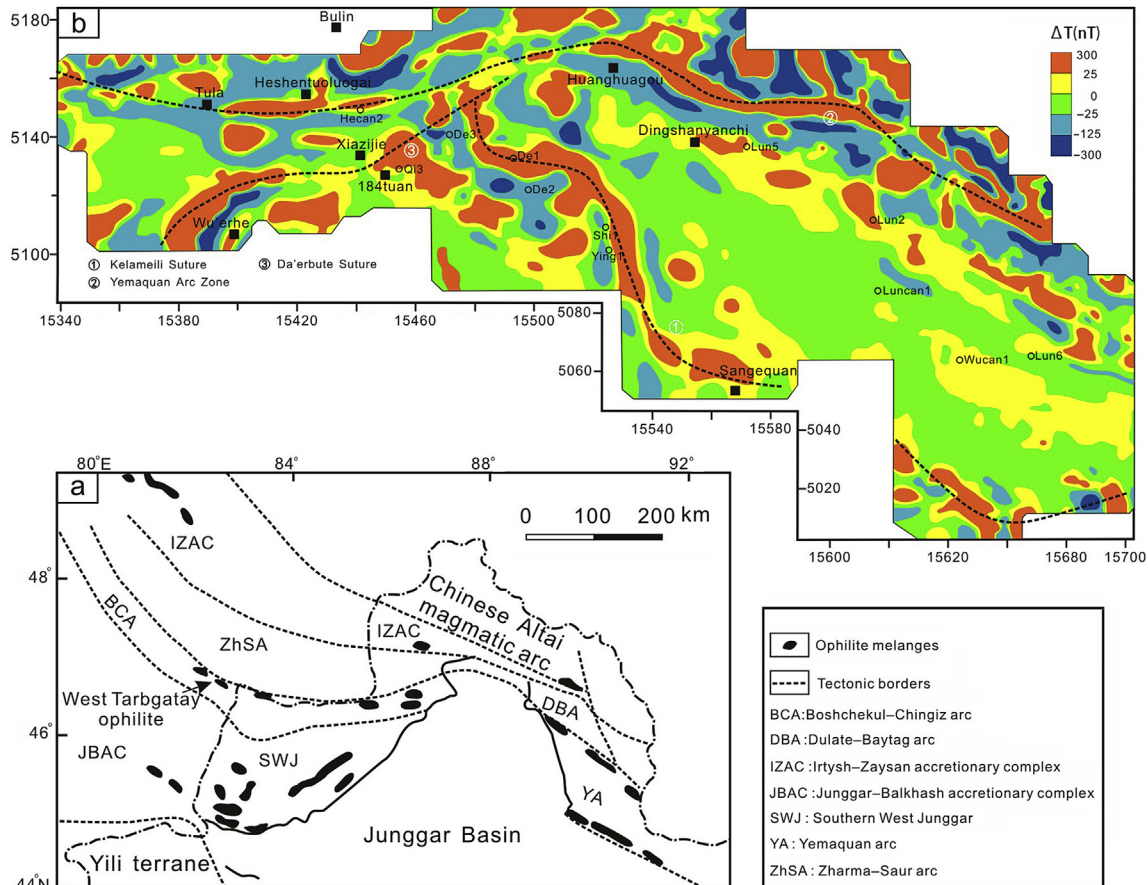 b
5180
5140
5100
15340
15380
15420
15460
15500
5080
5060
15540
15580
5040
5020
15600
15620
15680
15700
Bulin
Tula
Heshentuoluogai
Hecan2
Xiazijie
184tuan
Qi3
③
De3
De1
De2
Wu'erhe
Shi1
Ying1
Huanghuagou
Dingshanyanchi
Lun5
②
Lun2
Luncan1
Wucan1
Lun6
①
Sangequan
ΔT(nT)
300
25
0
−25
−125
−300
① Kelameili Suture
② Yemaquan Arc Zone
③ Da'erbute Suture
a
80°E
84°
88°
92°
48°
46°
44°N
0 100 200 km
IZAC
BCA
ZhSA
IZAC
Chinese Altai
magmatic arc
West Tarbgatay
ophilite
DBA
JBAC
SWJ
YA
Junggar Basin
Yili terrane
Ophilite melanges
Tectonic borders
BCA:Boshchekul–Chingiz arc
DBA : Dulate–Baytag arc
IZAC : Irtysh–Zaysan accretionary complex
JBAC :Junggar–Balkhash accretionary complex
SWJ : Southern West Junggar
YA : Yemaquan arc
ZhSA : Zharma–Saur arc